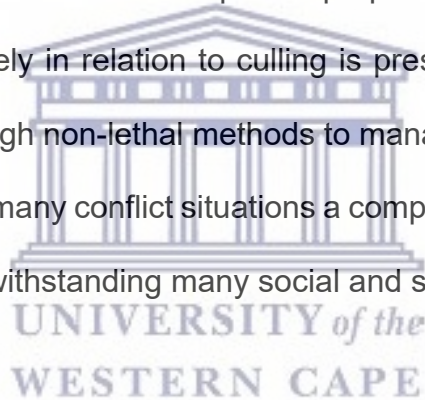 ely in relation to culling is pres
gh non-lethal methods to mana
many conflict situations a comp
withstanding many social and s
UNIVERSITY of the
WESTERN CAPE